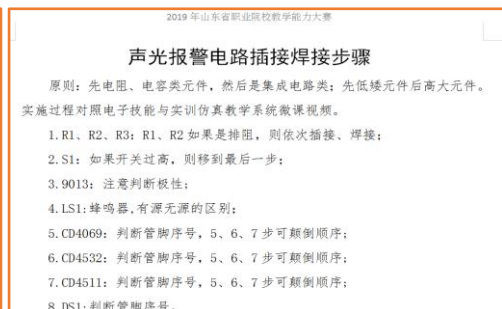 2019 年山东省职业院校教学能力大赛
声光报警电路插接焊接步骤
原则：先电阻、电容类元件，然后是集成电路类；先低矮元件后高大元件。
实施过程对照电子技能与实训仿真教学系统微课视频。
1.R1、R2、R3：R1、R2 如果是排阻，则依次插接、焊接；
2.S1：如果开关过高，则移到最后一步；
3.9013：注意判断极性；
4.LS1:蜂鸣器,有源无源的区别；
5.CD4069：判断管脚序号，5、6、7 步可颠倒顺序；
6.CD4532：判断管脚序号，5、6、7 步可颠倒顺序；
7.CD4511：判断管脚序号，5、6、7 步可颠倒顺序；
8.DS1:判断管脚序号。